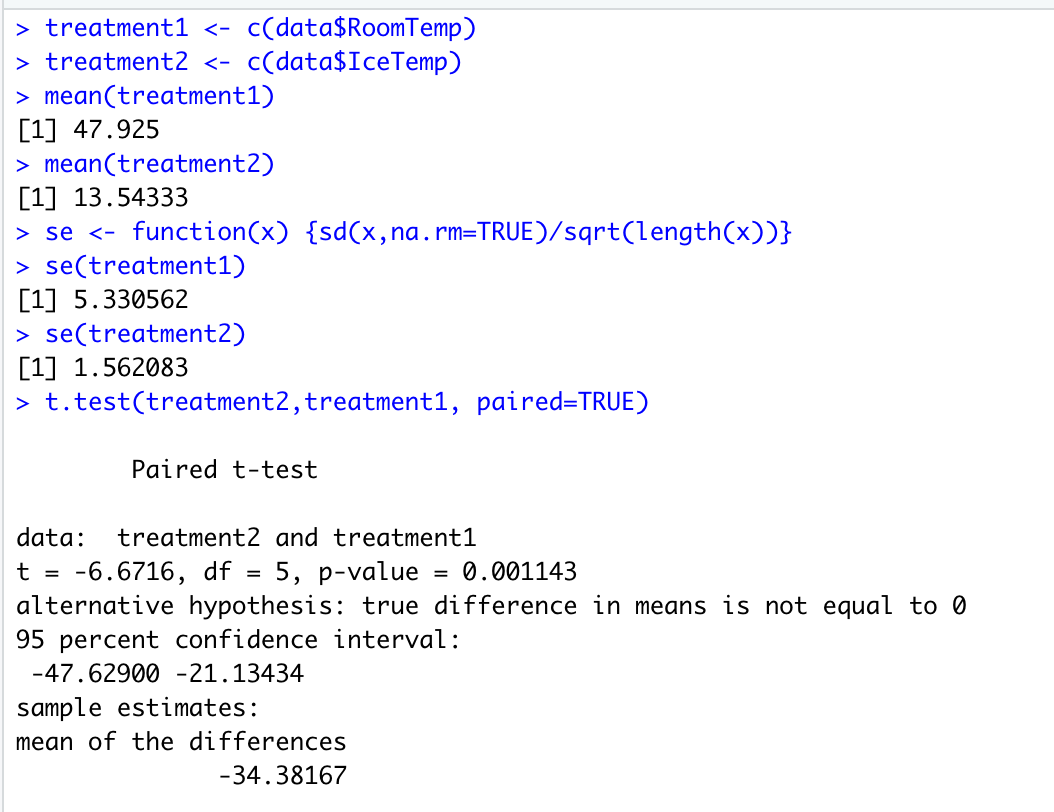 > treatment1 <- c(data$RoomTemp)
> treatment2 <- c(data$IceTemp)
> mean(treatment1)
[1] 47.925
> mean(treatment2)
[1] 13.54333
> se <- function(x) {sd(x,na.rm=TRUE)/sqrt(length(x))}
> se(treatment1)
[1] 5.330562
> se(treatment2)
[1] 1.562083
> t.test(treatment2,treatment1, paired=TRUE)
Paired t-test
data:  treatment2 and treatment1
t = -6.6716, df = 5, p-value = 0.001143
alternative hypothesis: true difference in means is not equal to 0
95 percent confidence interval:
-47.62900 -21.13434
sample estimates:
mean of the differences
-34.38167